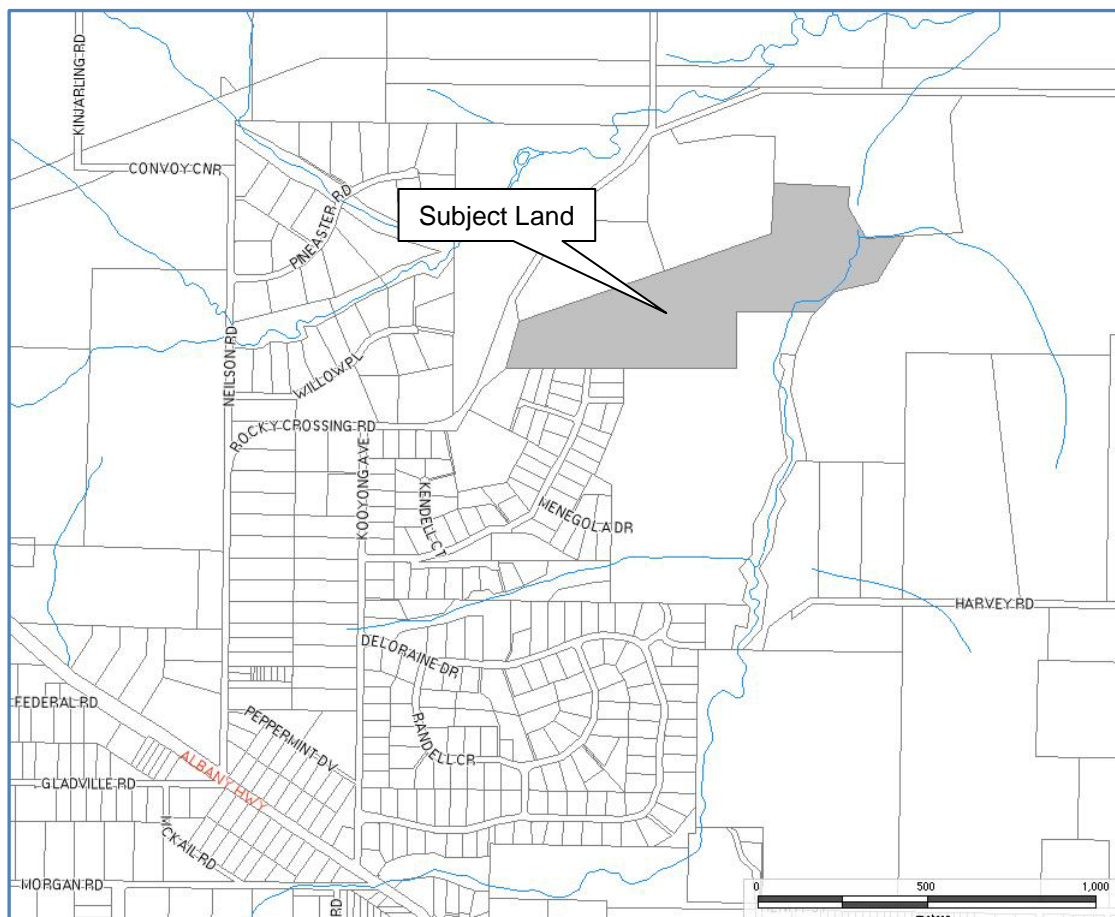 KINJARLING RD
CONVOY CNR
PINEASTER RD
Subject Land
NEILSON RD
WILLOW PL
ROCKY CROSSING RD
KOOYONG AVE
KENDELL CT
MENEGOLA DR
HARVEY RD
DELORAINE DR
FEDERAL RD
PEPPERMINT DV
RANDELL CR
ALBANY HWY
GLADVILLE RD
MCKAIL RD
MORGAN RD
RD
0 500 1,000